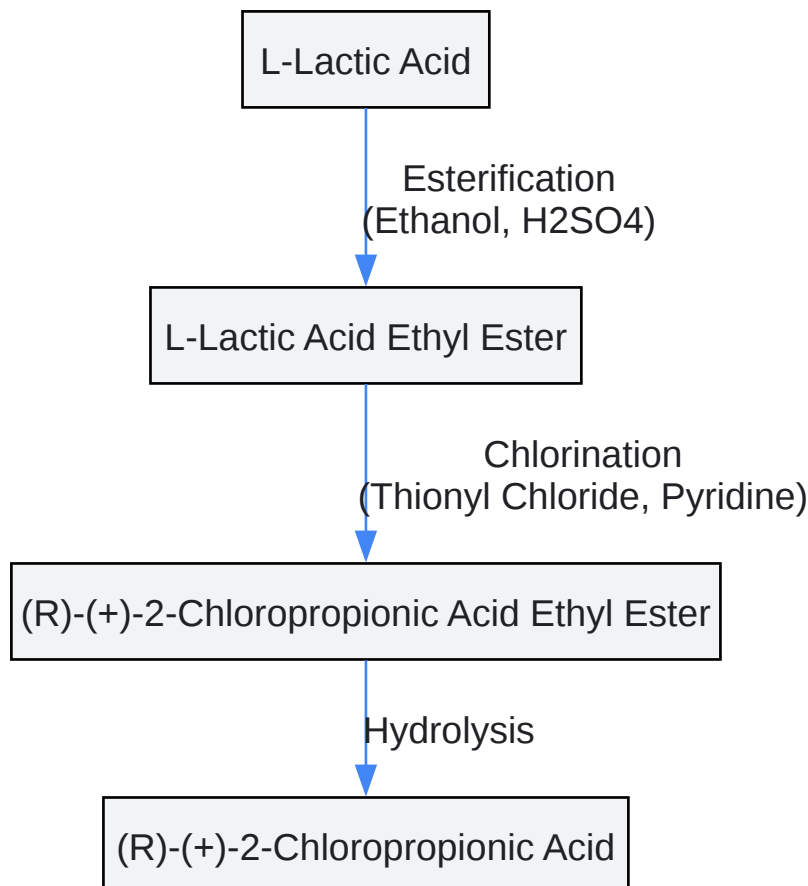 L-Lactic Acid
Esterification
(Ethanol, H2SO4)
L-Lactic Acid Ethyl Ester
Chlorination
(Thionyl Chloride, Pyridine)
(R)-(+)-2-Chloropropionic Acid Ethyl Ester
Hydrolysis
(R)-(+)-2-Chloropropionic Acid